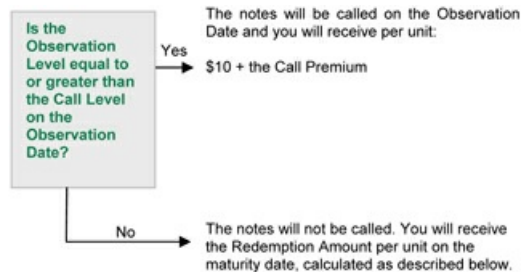 Is the
Observation
Level equal to
or greater than
the Call Level
on the
Observation
Date?
Yes
The notes will be called on the Observation
Date and you will receive per unit:
$10 + the Call Premium
No
The notes will not be called. You will receive
the Redemption Amount per unit on the
maturity date, calculated as described below.